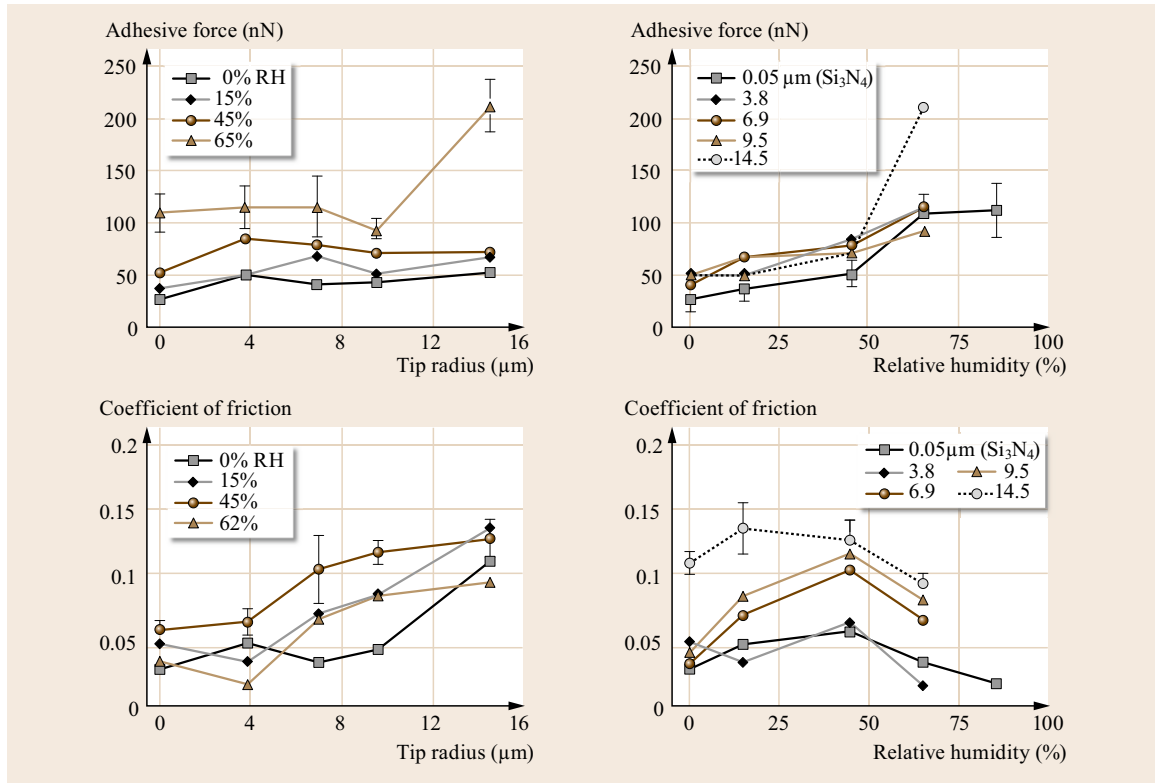 Adhesive force (nN)
250
200
150
100
50
0
0% RH
15%
45%
65%
0 4 8 12 16
Tip radius (µm)
Adhesive force (nN)
250
200
150
100
50
0
0.05 µm (Si₃N₄)
3.8
6.9
9.5
14.5
0 25 50 75 100
Relative humidity (%)
Coefficient of friction
0.2
0.15
0.1
0.05
0
0% RH
15%
45%
62%
0 4 8 12 16
Tip radius (µm)
Coefficient of friction
0.2
0.15
0.1
0.05
0
0.05µm (Si₃N₄)
3.8 9.5
6.9 14.5
0 25 50 75 100
Relative humidity (%)